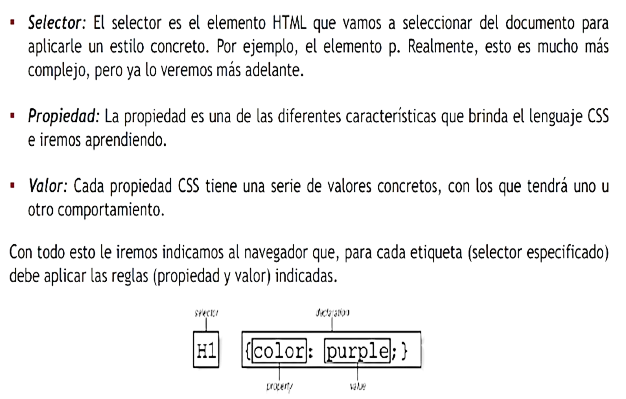 ▪ Selector: El selector es el elemento HTML que vamos a seleccionar del documento para
aplicarle un estilo concreto. Por ejemplo, el elemento p. Realmente, esto es mucho más
complejo, pero ya lo veremos más adelante.
▪ Propiedad: La propiedad es una de las diferentes características que brinda el lenguaje CSS
e iremos aprendiendo.
▪ Valor: Cada propiedad CSS tiene una serie de valores concretos, con los que tendrá uno u
otro comportamiento.
Con todo esto le iremos indicamos al navegador que, para cada etiqueta (selector especificado)
debe aplicar las reglas (propiedad y valor) indicadas.
selector declaration
H1 {color: purple;}
property value